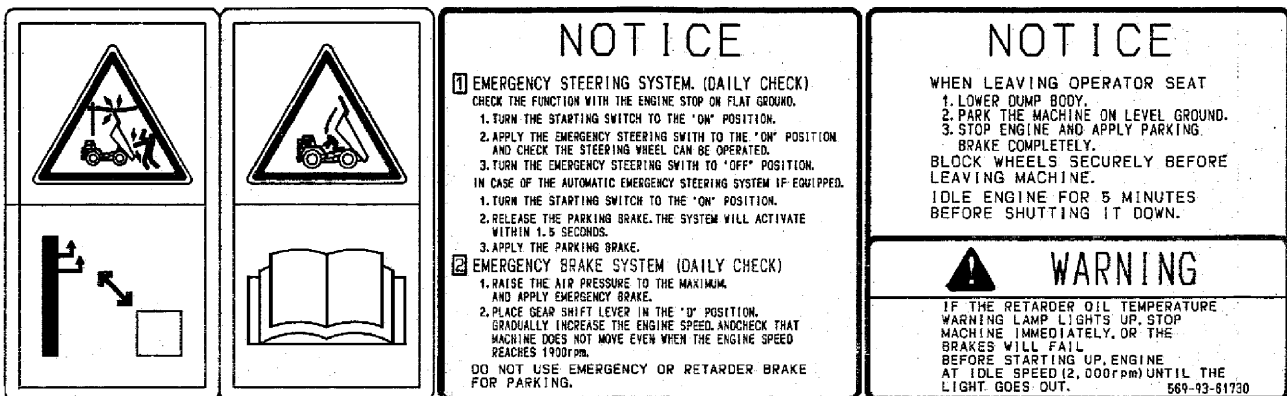 NOTICE
1 EMERGENCY STEERING SYSTEM. (DAILY CHECK)
CHECK THE FUNCTION WITH THE ENGINE STOP ON FLAT GROUND.
1. TURN THE STARTING SWITCH TO THE "ON" POSITION.
2. APPLY THE EMERGENCY STEERING SWITH TO THE "ON" POSITION
AND CHECK THE STEERING WHEEL CAN BE OPERATED.
3. TURN THE EMERGENCY STEERING SWITH TO "OFF" POSITION.
IN CASE OF THE AUTOMATIC EMERGENCY STEERING SYSTEM IF EQUIPPED.
1. TURN THE STARTING SWITCH TO THE "ON" POSITION.
2. RELEASE THE PARKING BRAKE. THE SYSTEM WILL ACTIVATE
WITHIN 1.5 SECONDS.
3. APPLY THE PARKING BRAKE.
2 EMERGENCY BRAKE SYSTEM (DAILY CHECK)
1. RAISE THE AIR PRESSURE TO THE MAXIMUM.
AND APPLY EMERGENCY BRAKE.
2. PLACE GEAR SHIFT LEVER IN THE "D" POSITION.
GRADUALLY INCREASE THE ENGINE SPEED. ANDCHECK THAT
MACHINE DOES NOT MOVE EVEN WHEN THE ENGINE SPEED
REACHES 1900rpm.
DO NOT USE EMERGENCY OR RETARDER BRAKE
FOR PARKING.
NOTICE
WHEN LEAVING OPERATOR SEAT
1. LOWER DUMP BODY.
2. PARK THE MACHINE ON LEVEL GROUND.
3. STOP ENGINE AND APPLY PARKING
BRAKE COMPLETELY.
BLOCK WHEELS SECURELY BEFORE
LEAVING MACHINE.
IDLE ENGINE FOR 5 MINUTES
BEFORE SHUTTING IT DOWN.
WARNING
IF THE RETARDER OIL TEMPERATURE
WARNING LAMP LIGHTS UP, STOP
MACHINE IMMEDIATELY, OR THE
BRAKES WILL FAIL
BEFORE STARTING UP, ENGINE
AT IDLE SPEED (2,000rpm) UNTIL THE
LIGHT GOES OUT.
569-93-61730